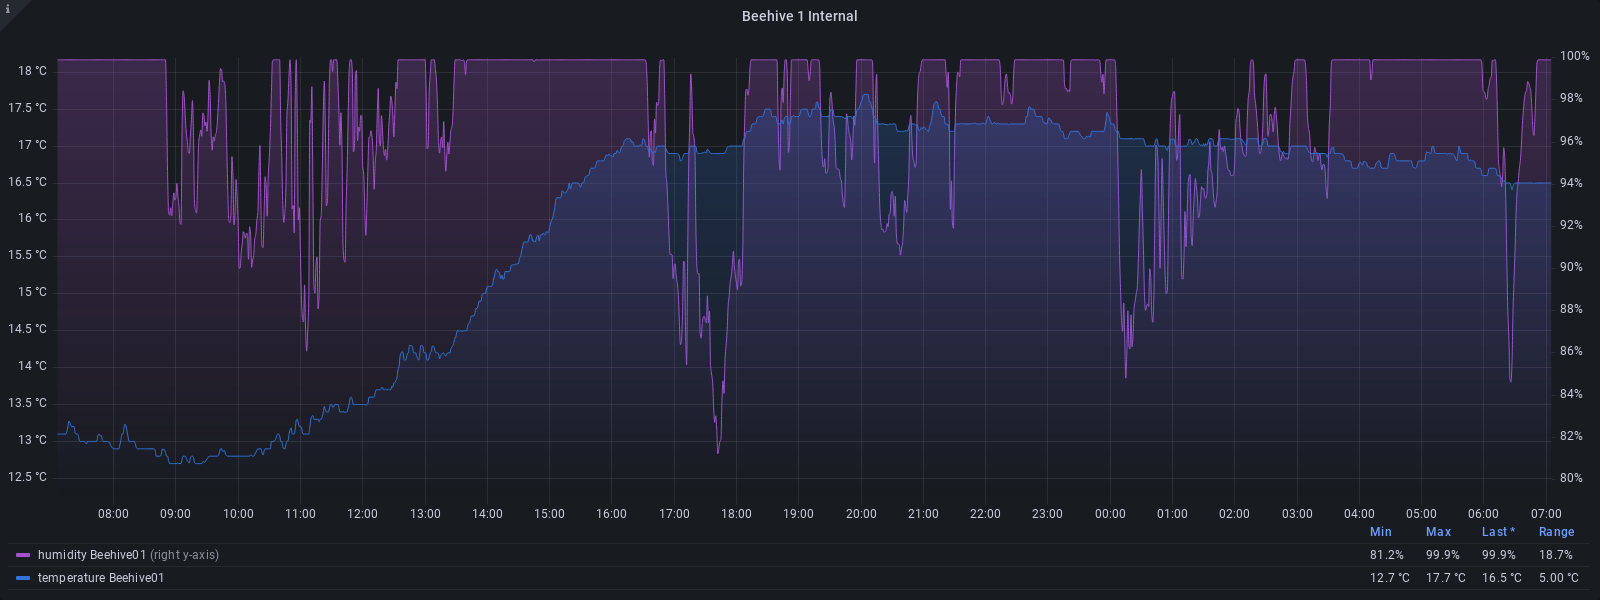 i
Beehive 1 Internal
18 °C
17.5 °C
17 °C
16.5 °C
16 °C
15.5 °C
15 °C
14.5 °C
14 °C
13.5 °C
13 °C
12.5 °C
100%
98%
96%
94%
92%
90%
88%
86%
84%
82%
80%
08:00 09:00 10:00 11:00 12:00 13:00 14:00 15:00 16:00 17:00 18:00 19:00 20:00 21:00 22:00 23:00 00:00 01:00 02:00 03:00 04:00 05:00 06:00 07:00
Min Max Last * Range
humidity Beehive01 (right y-axis) 81.2% 99.9% 99.9% 18.7%
temperature Beehive01 12.7 °C 17.7 °C 16.5 °C 5.00 °C